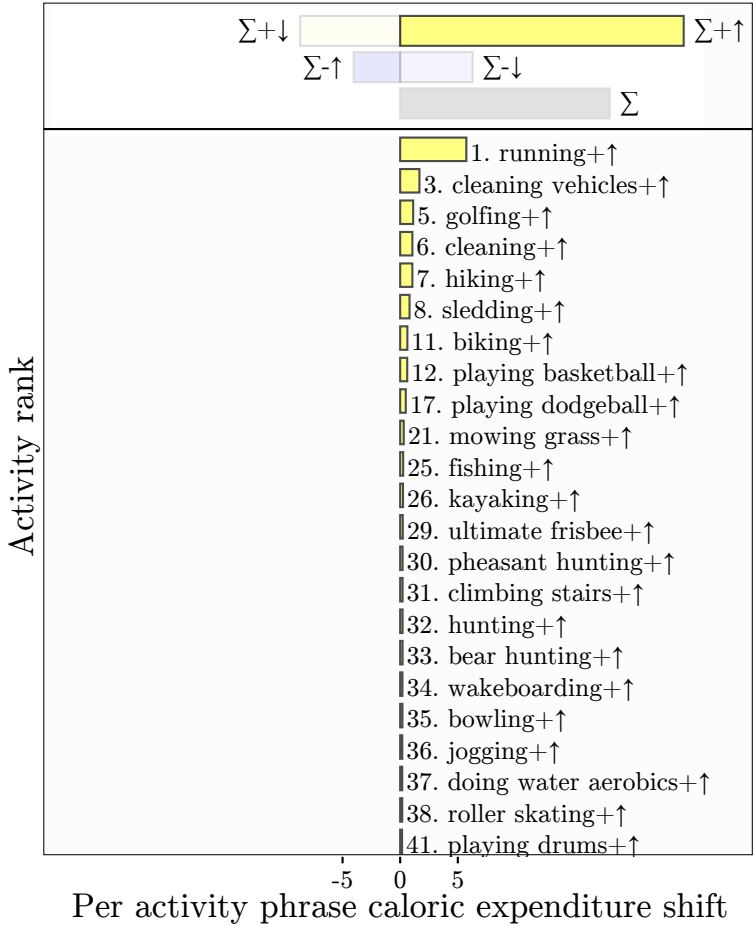 ∑+↓ ∑+↑
∑-↑ ∑-↓
∑
1. running+↑
3. cleaning vehicles+↑
5. golfing+↑
6. cleaning+↑
7. hiking+↑
8. sledding+↑
11. biking+↑
12. playing basketball+↑
17. playing dodgeball+↑
21. mowing grass+↑
25. fishing+↑
26. kayaking+↑
29. ultimate frisbee+↑
30. pheasant hunting+↑
31. climbing stairs+↑
32. hunting+↑
33. bear hunting+↑
34. wakeboarding+↑
35. bowling+↑
36. jogging+↑
37. doing water aerobics+↑
38. roller skating+↑
41. playing drums+↑
Activity rank
-5 0 5
Per activity phrase caloric expenditure shift